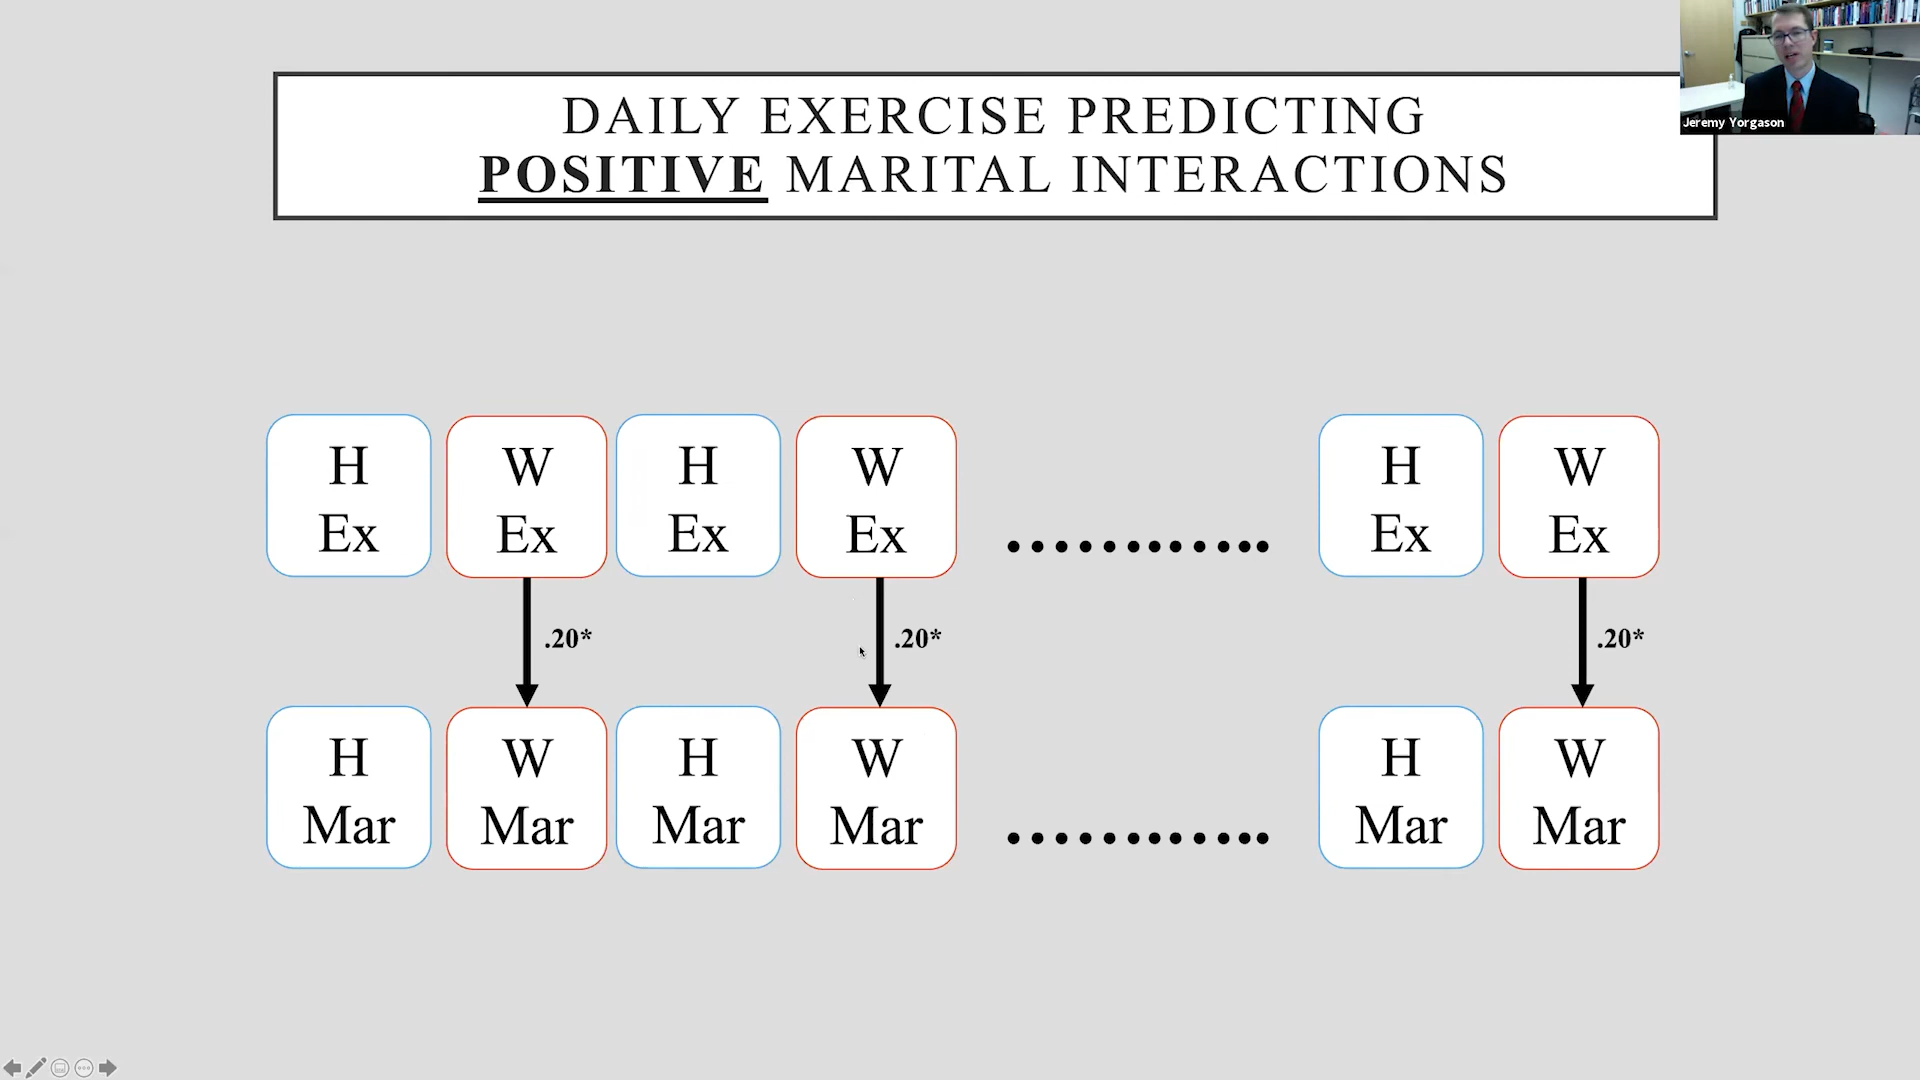 Jeremy Yorgason
DAILY EXERCISE PREDICTING
POSITIVE MARITAL INTERACTIONS
H W H W H W
Ex Ex Ex Ex ............ Ex Ex
.20* .20* .20*
H W H W H W
Mar Mar Mar Mar ............ Mar Mar